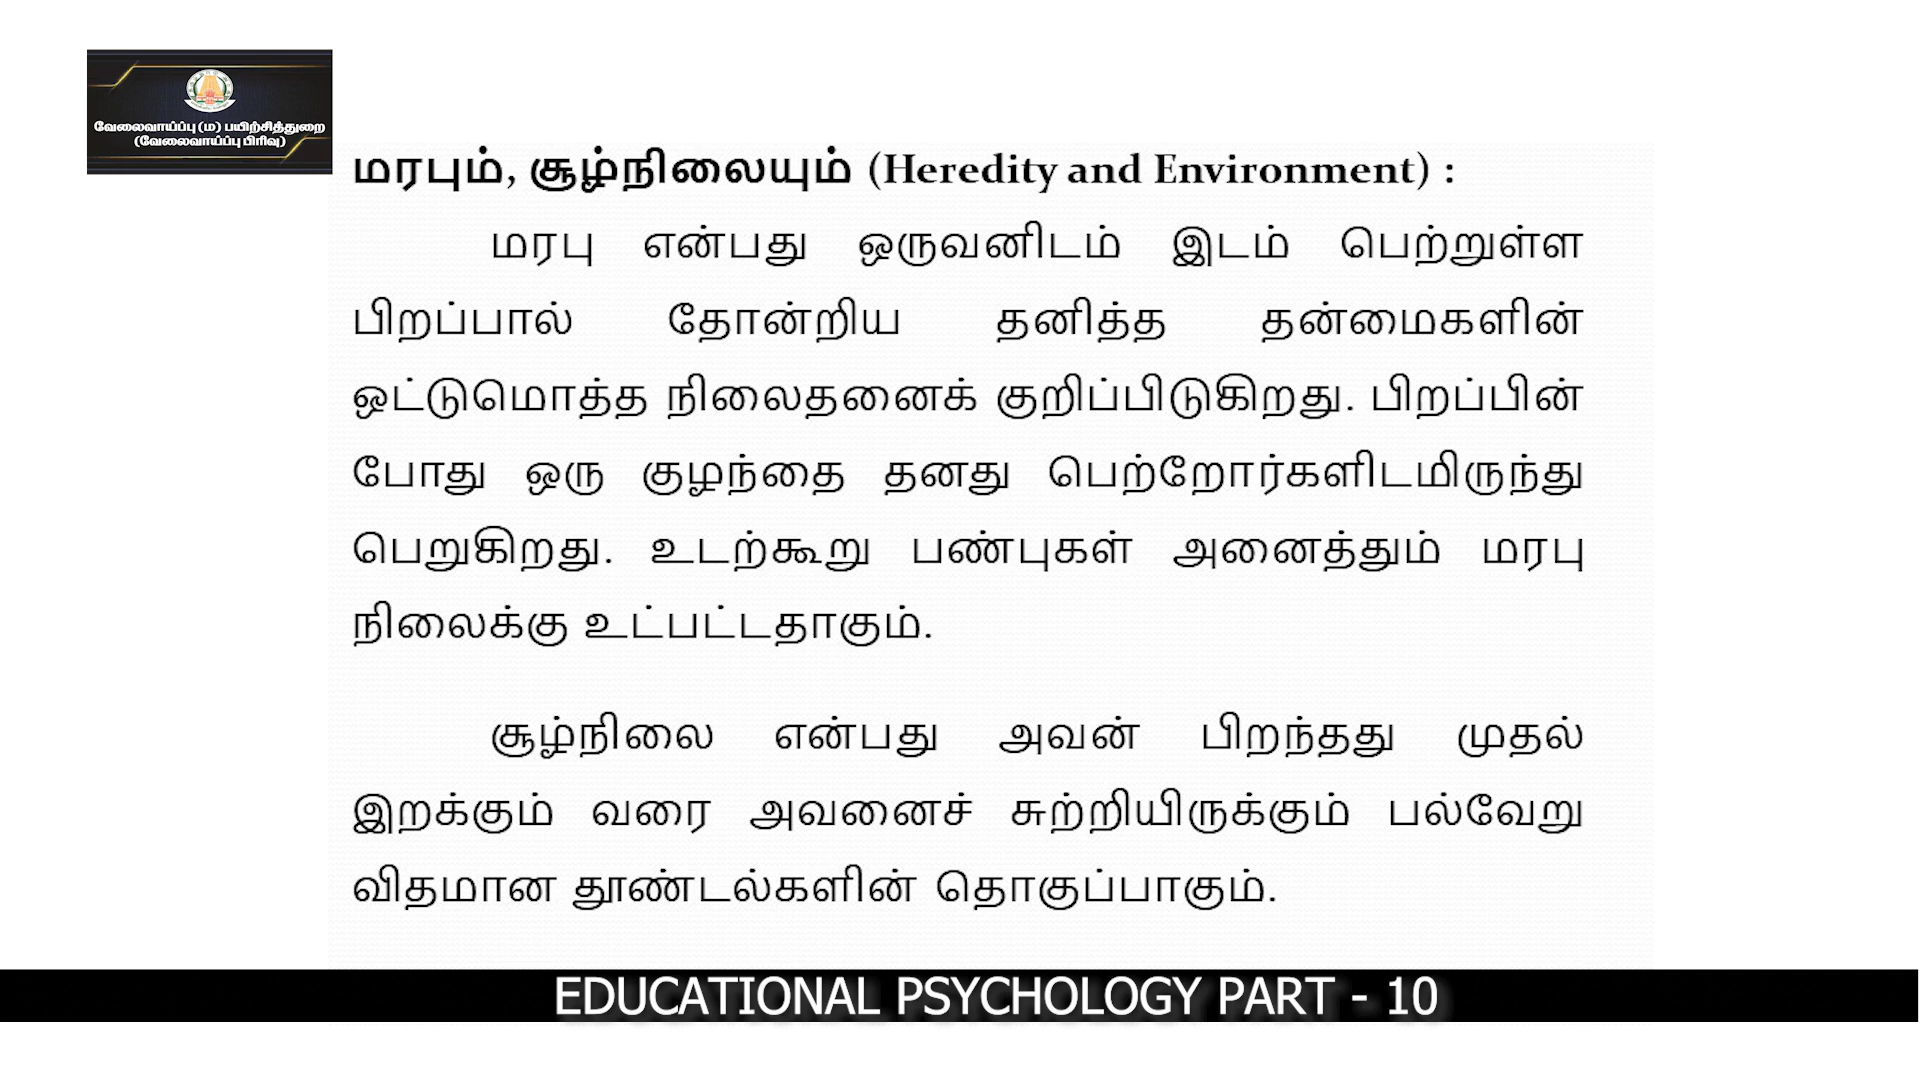 வேலைவாய்ப்பு (ம) பயிற்சித்துறை
(வேலைவாய்ப்பு பிரிவு)
மரபும், சூழ்நிலையும் (Heredity and Environment) :
மரபு என்பது ஒருவனிடம் இடம் பெற்றுள்ள
பிறப்பால் தோன்றிய தனித்த தன்மைகளின்
ஒட்டுமொத்த நிலைதனைக் குறிப்பிடுகிறது. பிறப்பின்
போது ஒரு குழந்தை தனது பெற்றோர்களிடமிருந்து
பெறுகிறது. உடற்கூறு பண்புகள் அனைத்தும் மரபு
நிலைக்கு உட்பட்டதாகும்.
சூழ்நிலை என்பது அவன் பிறந்தது முதல்
இறக்கும் வரை அவனைச் சுற்றியிருக்கும் பல்வேறு
விதமான தூண்டல்களின் தொகுப்பாகும்.
EDUCATIONAL PSYCHOLOGY PART - 10